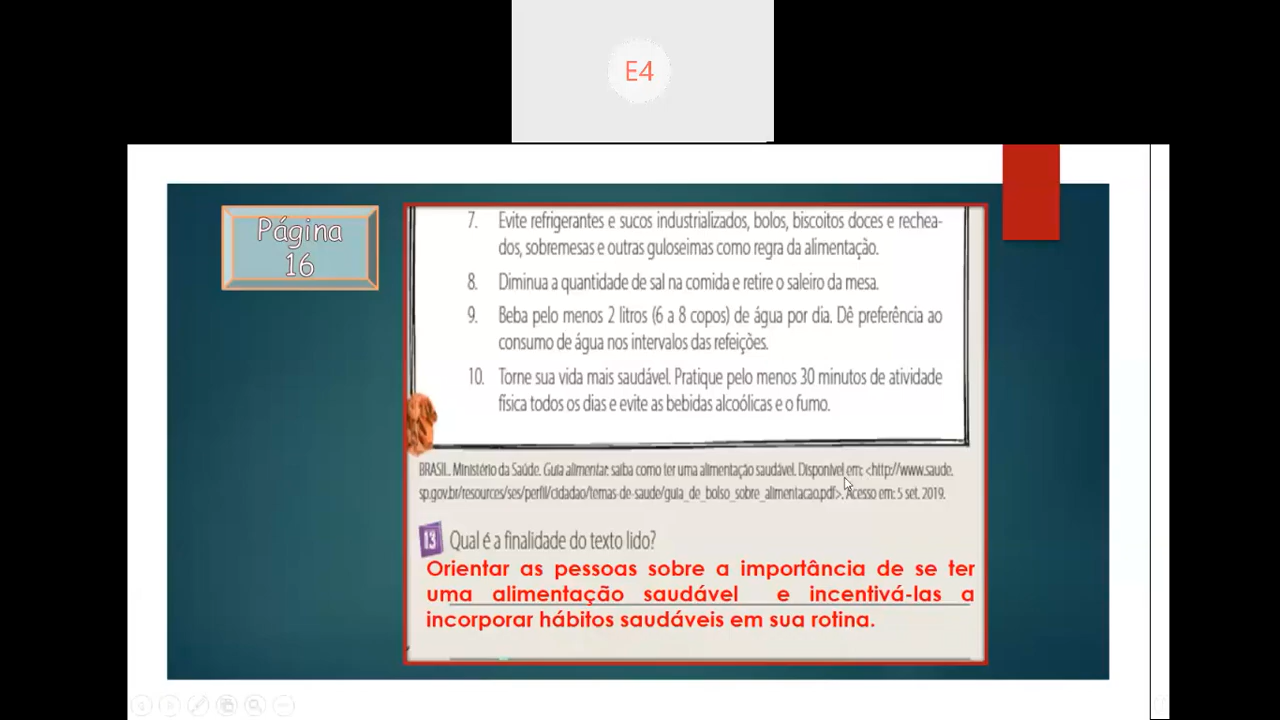 E4
Página
16
7. Evite refrigerantes e sucos industrializados, bolos, biscoitos doces e rechea-
dos, sobremesas e outras guloseimas como regra da alimentação.
8. Diminua a quantidade de sal na comida e retire o saleiro da mesa.
9. Beba pelo menos 2 litros (6 a 8 copos) de água por dia. Dê preferência ao
consumo de água nos intervalos das refeições.
10. Torne sua vida mais saudável. Pratique pelo menos 30 minutos de atividade
física todos os dias e evite as bebidas alcoólicas e o fumo.
BRASIL. Ministério da Saúde. Guia alimentar: saiba como ter uma alimentação saudável. Disponível em: <http://www.saude.
sp.gov.br/resources/ses/perfil/cidadao/temas-de-saude/guia_de_bolso_sobre_alimentacao.pdf>. Acesso em: 5 set. 2019.
13 Qual é a finalidade do texto lido?
Orientar as pessoas sobre a importância de se ter
uma alimentação saudável e incentivá-las a
incorporar hábitos saudáveis em sua rotina.